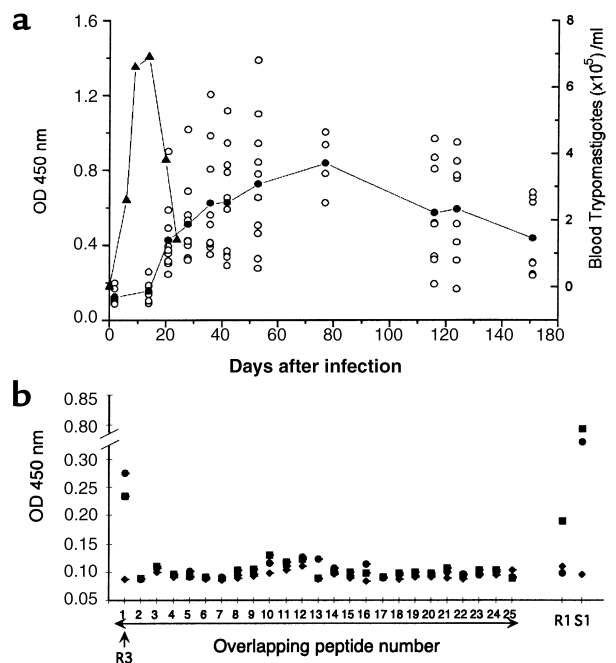 a
OD 450 nm
1.6
1.2
0.8
0.4
0.0
8
7
6
5
4
3
2
1
0
Blood Trypomastigotes (x10⁵) /ml
0 20 40 60 80 100 120 140 160 180
Days after infection
b
OD 450 nm
0.85
0.80
0.30
0.25
0.20
0.15
0.10
0.05
1 2 3 4 5 6 7 8 9 10 11 12 13 14 15 16 17 18 19 20 21 22 23 24 25 R1 S1
Overlapping peptide number
R3